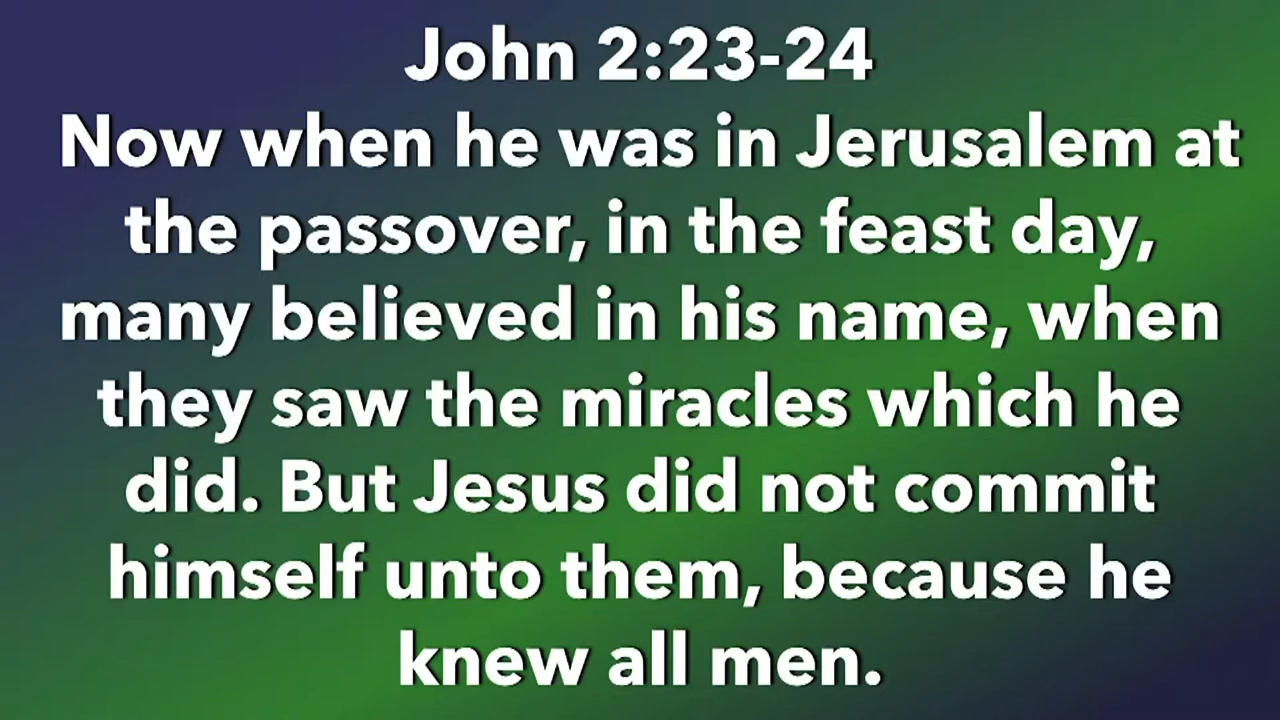 John 2:23-24
Now when he was in Jerusalem at
the passover, in the feast day,
many believed in his name, when
they saw the miracles which he
did. But Jesus did not commit
himself unto them, because he
knew all men.